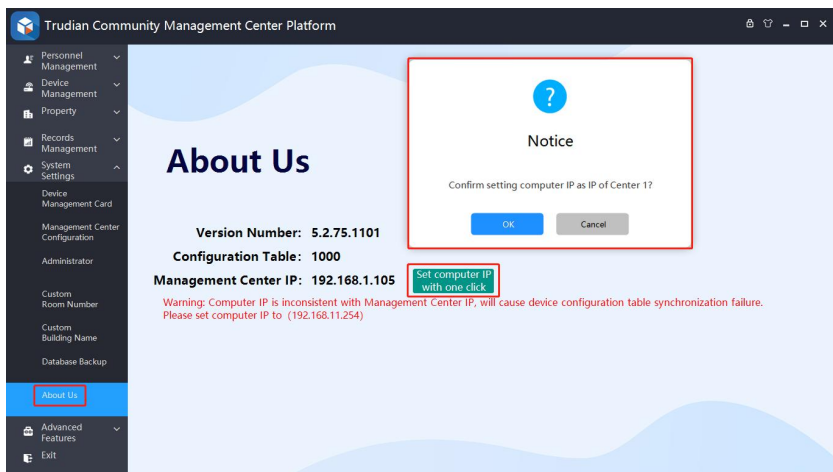 Trudian Community Management Center Platform
Personnel
Management
Device
Management
Property
Records
Management
System
Settings
Device
Management Card
Management Center
Configuration
Administrator
Custom
Room Number
Custom
Building Name
Database Backup
About Us
Advanced
Features
Exit
About Us
Version Number: 5.2.75.1101
Configuration Table: 1000
Management Center IP: 192.168.1.105
Set computer IP
with one click
Warning: Computer IP is inconsistent with Management Center IP, will cause device configuration table synchronization failure.
Please set computer IP to (192.168.11.254)
?
Notice
Confirm setting computer IP as IP of Center 1?
OK
Cancel